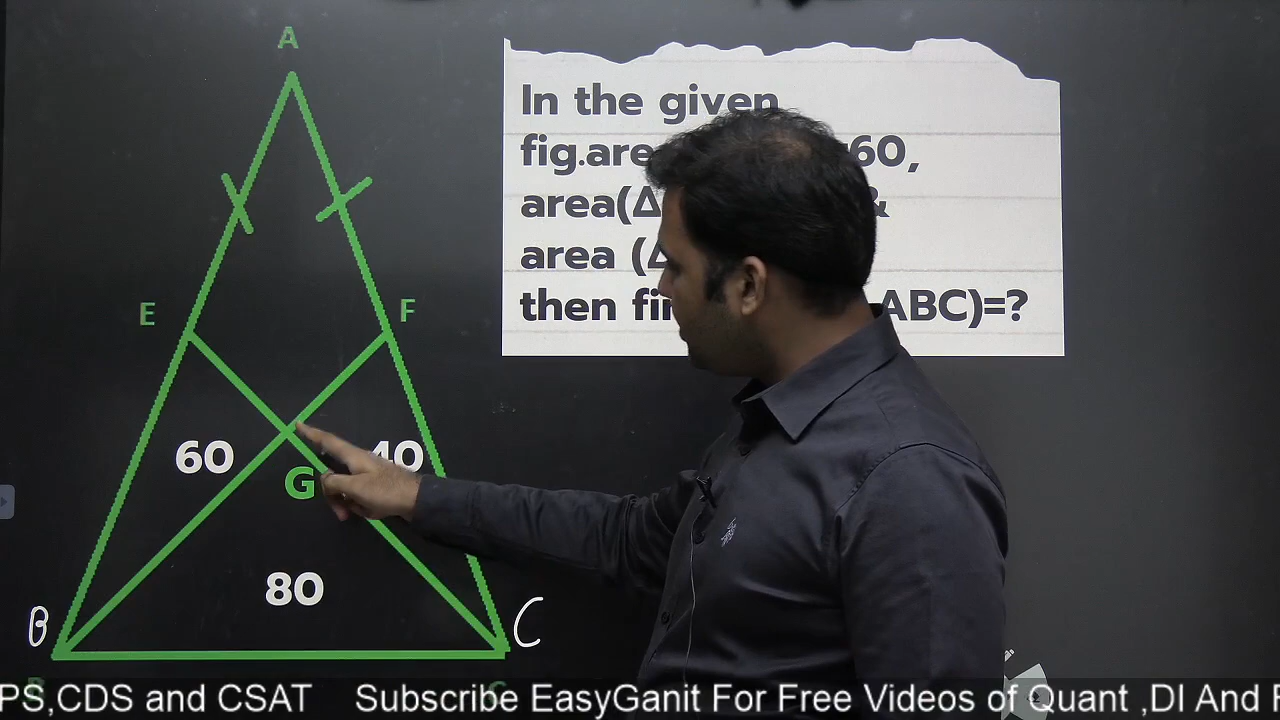 A
In the given
fig.are 60,
area(Δ &
area (Δ
then fin ABC)=?
E
F
60
40
G
80
B
C
PS,CDS and CSAT Subscribe EasyGanit For Free Videos of Quant ,DI And